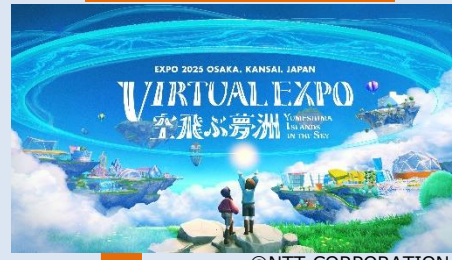 EXPO 2025 OSAKA, KANSAI, JAPAN
VIRTUAL EXPO
空飛ぶ夢洲 YUMESHIMA ISLANDS IN THE SKY
©NTT CORPORATION